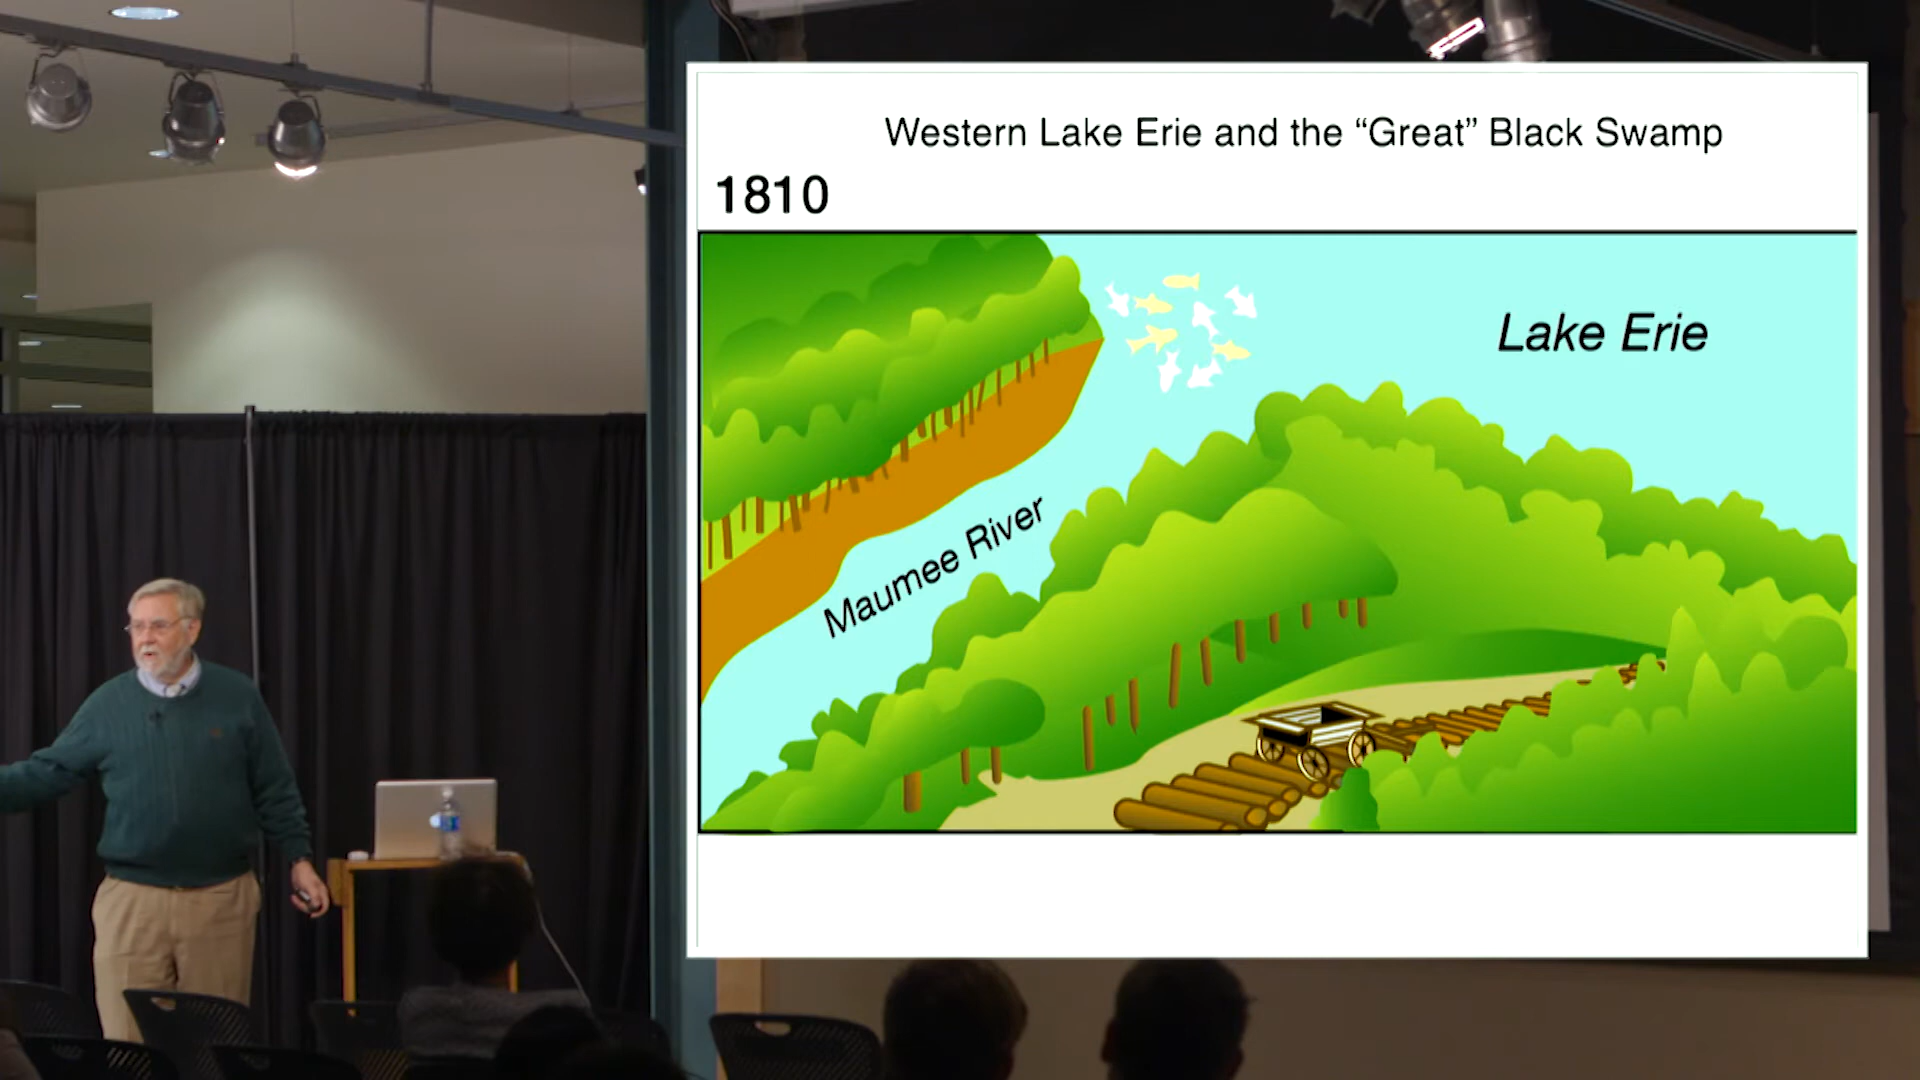 Western Lake Erie and the “Great” Black Swamp
1810
Lake Erie
Maumee River